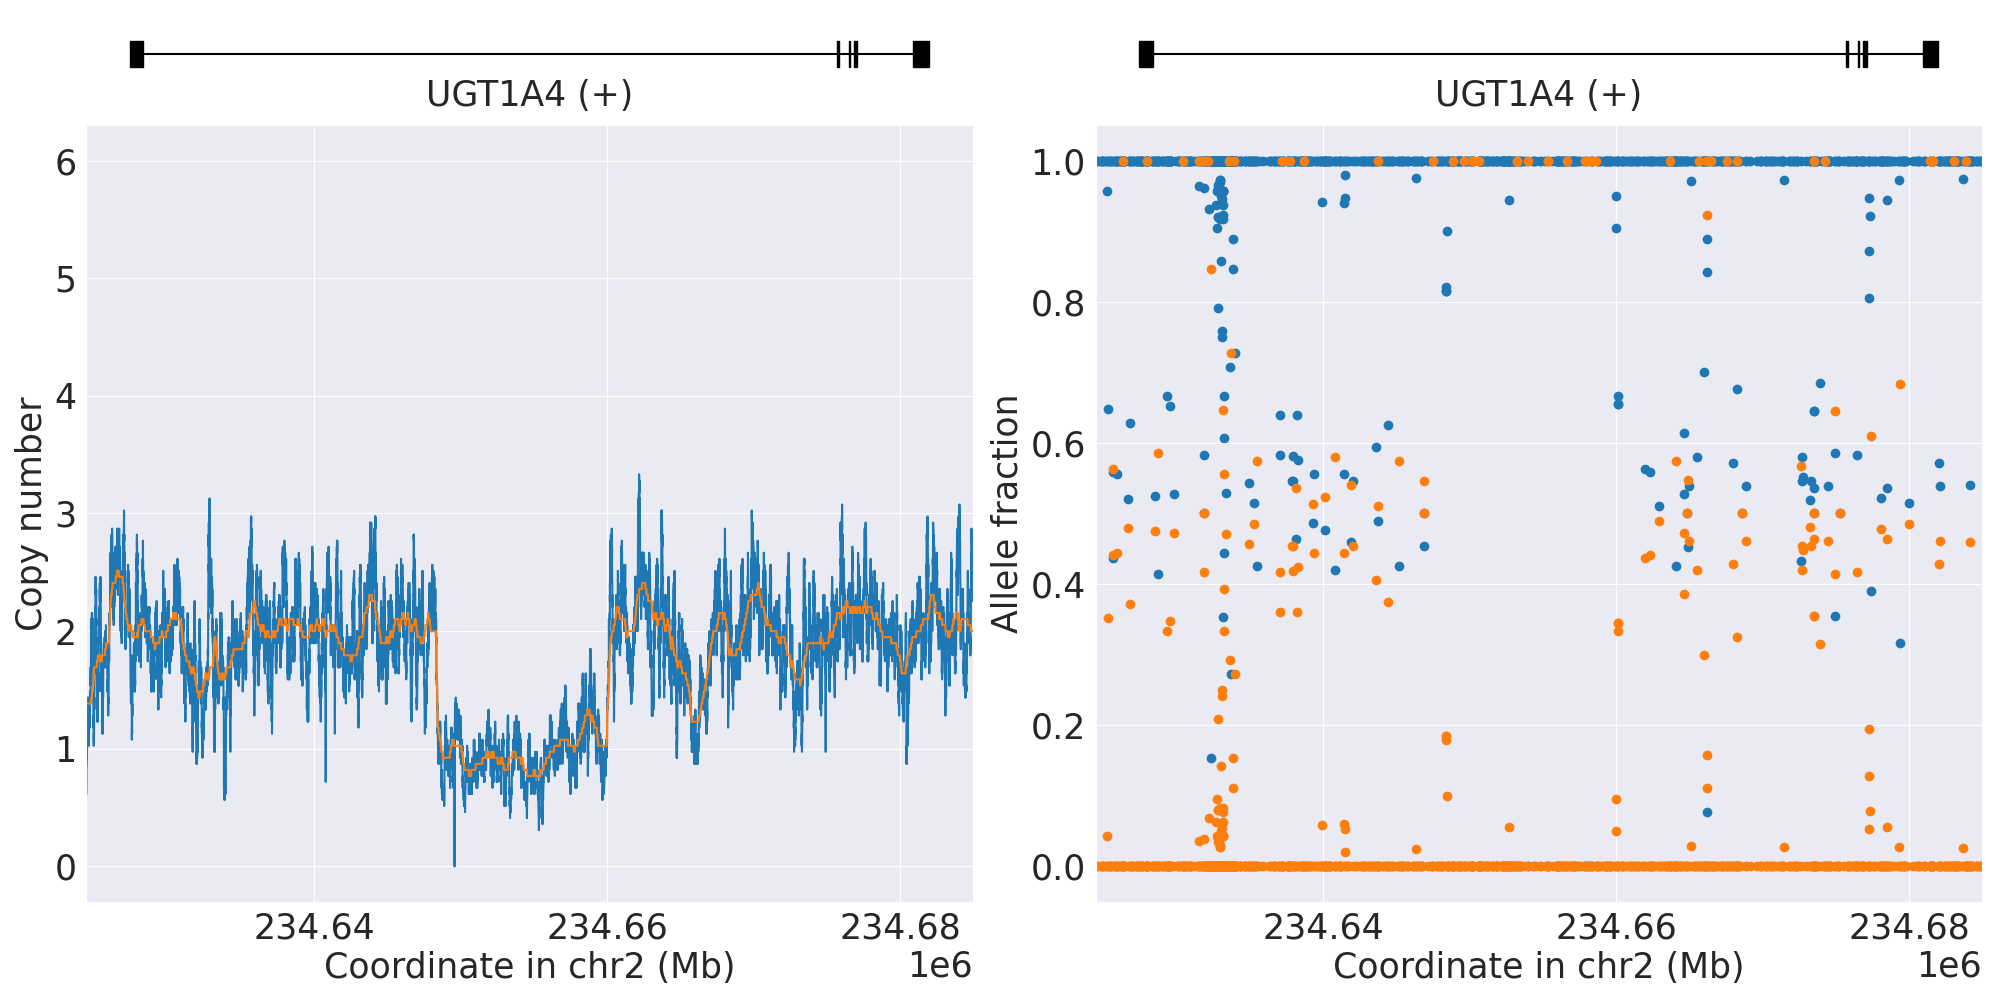 UGT1A4 (+)
Copy number
6
5
4
3
2
1
0
234.64
234.66
234.68
Coordinate in chr2 (Mb)
1e6
UGT1A4 (+)
Allele fraction
1.0
0.8
0.6
0.4
0.2
0.0
234.64
234.66
234.68
Coordinate in chr2 (Mb)
1e6